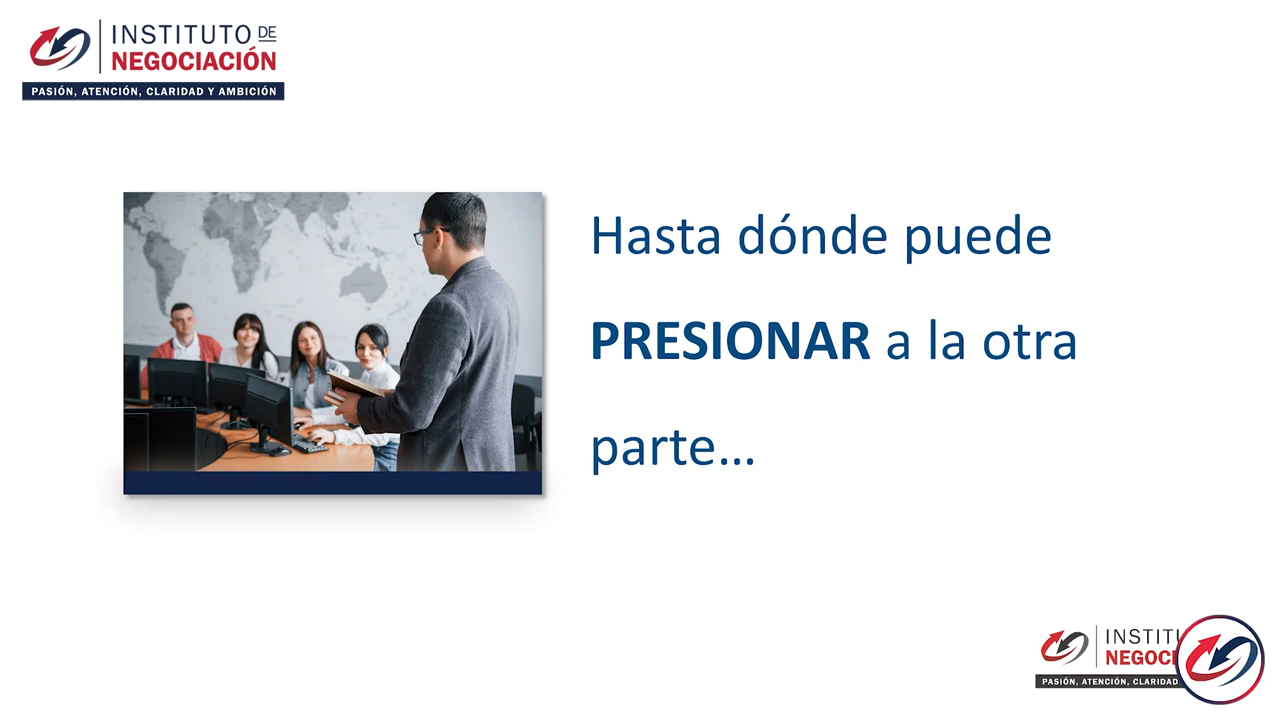 INSTITUTO DE
NEGOCIACIÓN
PASIÓN, ATENCIÓN, CLARIDAD Y AMBICIÓN
Hasta dónde puede
PRESIONAR a la otra
parte...
INSTIT
NEGOCI
PASIÓN, ATENCIÓN, CLARIDAD